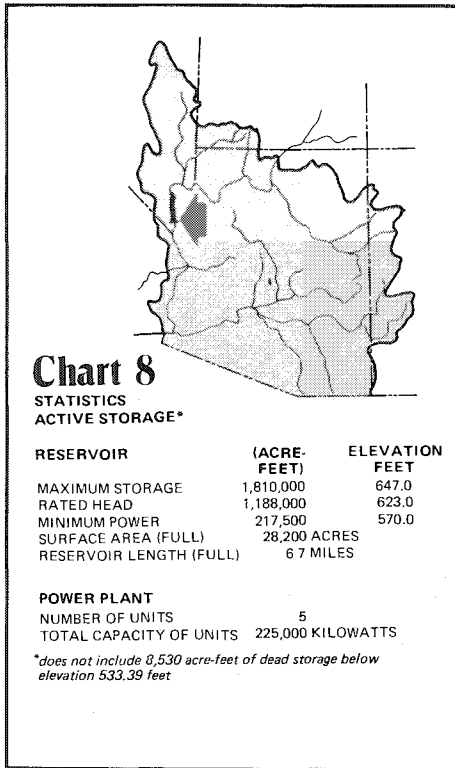 Chart 8
STATISTICS
ACTIVE STORAGE*
RESERVOIR (ACRE-FEET) ELEVATION FEET
MAXIMUM STORAGE 1,810,000 647.0
RATED HEAD 1,188,000 623.0
MINIMUM POWER 217,500 570.0
SURFACE AREA (FULL) 28,200 ACRES
RESERVOIR LENGTH (FULL) 6 7 MILES
POWER PLANT
NUMBER OF UNITS 5
TOTAL CAPACITY OF UNITS 225,000 KILOWATTS
*does not include 8,530 acre-feet of dead storage below
elevation 533.39 feet